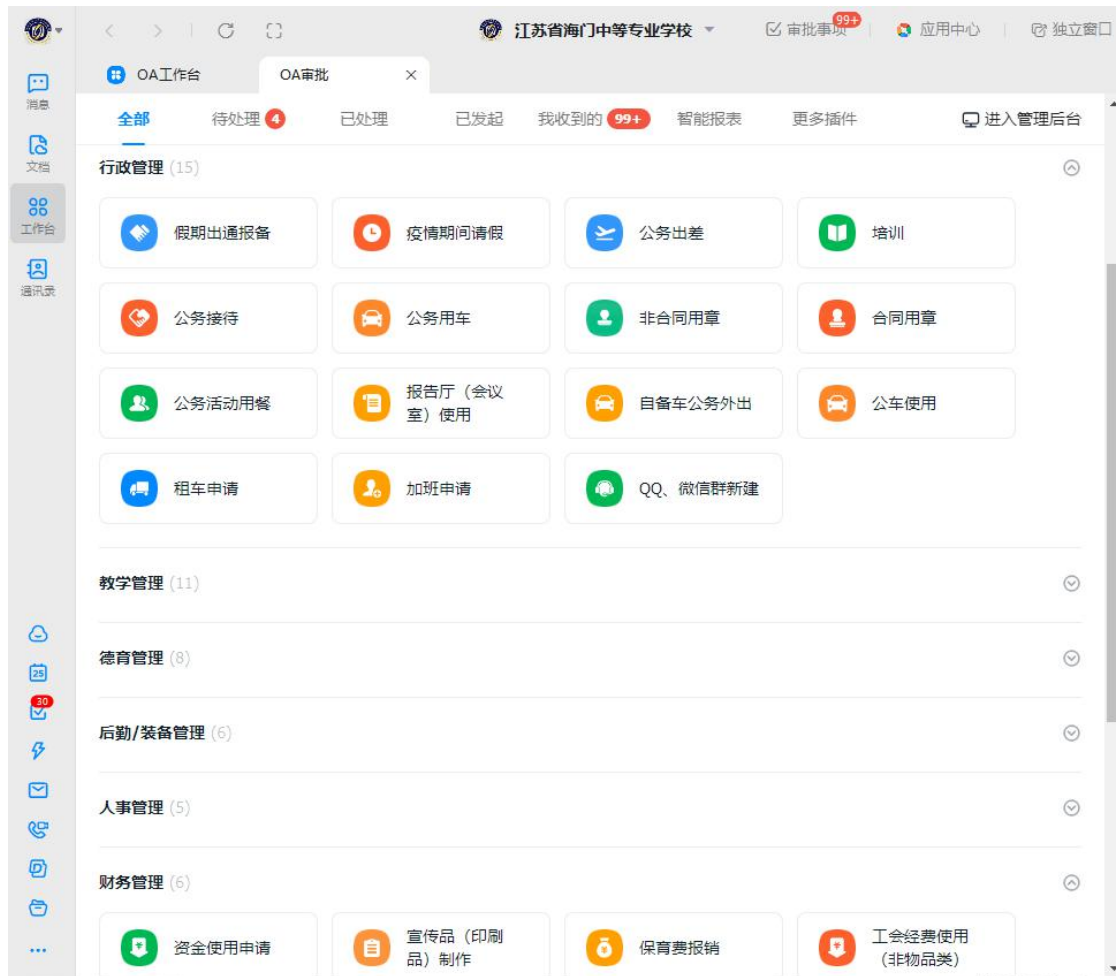 江苏省海门中等专业学校
审批事项
99+
应用中心
独立窗口
OA工作台
OA审批
消息
文档
工作台
通讯录
25
30
全部
待处理 4
已处理
已发起
我收到的 99+
智能报表
更多插件
进入管理后台
行政管理 (15)
假期出通报备
疫情期间请假
公务出差
培训
公务接待
公务用车
非合同用章
合同用章
公务活动用餐
报告厅（会议
室）使用
自备车公务外出
公车使用
租车申请
加班申请
QQ、微信群新建
教学管理 (11)
德育管理 (8)
后勤/装备管理 (6)
人事管理 (5)
财务管理 (6)
资金使用申请
宣传品（印刷
品）制作
保育费报销
工会经费使用
（非物品类）